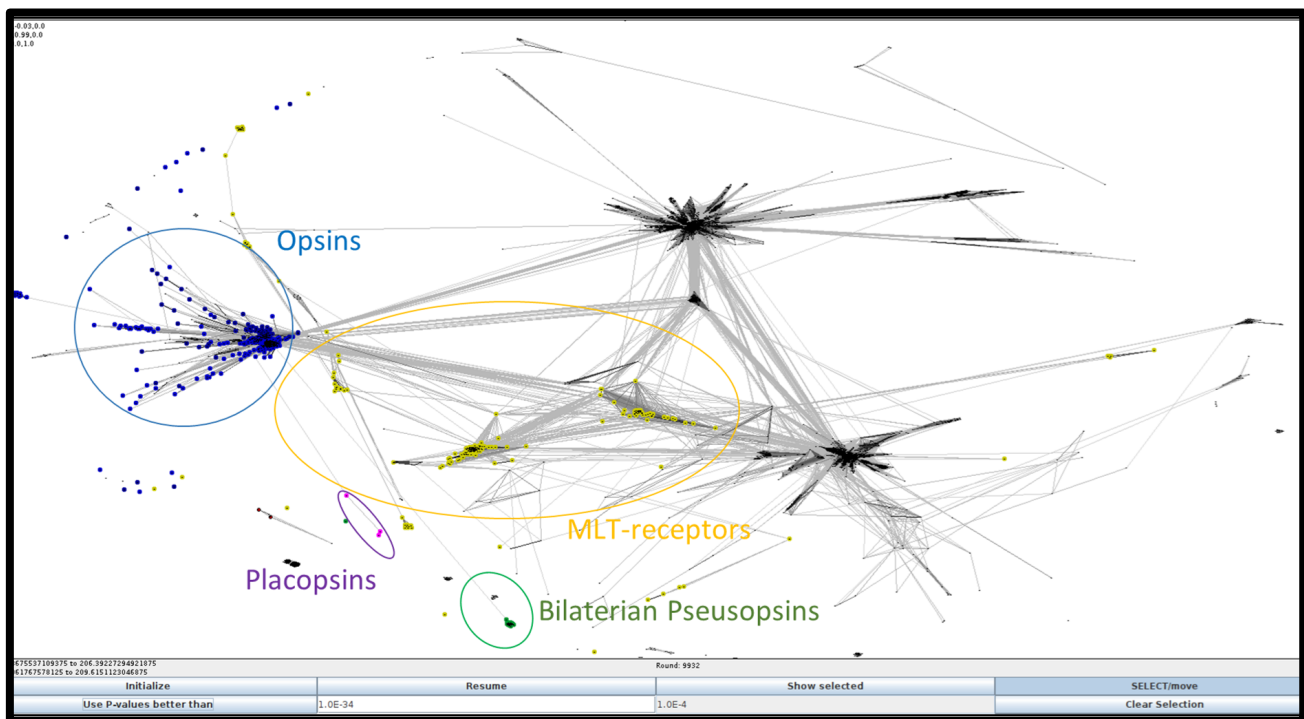 -0.03,0.0
0.99,0.0
.0,1.0
Opsins
MLT-receptors
Placopsins
Bilaterian Pseusopsins
3675537109375 to 206.39227294921875
Round: 9932
61767578125 to 209.6151123046875
Initialize
Resume
Show selected
SELECT/move
Use P-values better than
1.0E-34
1.0E-4
Clear Selection